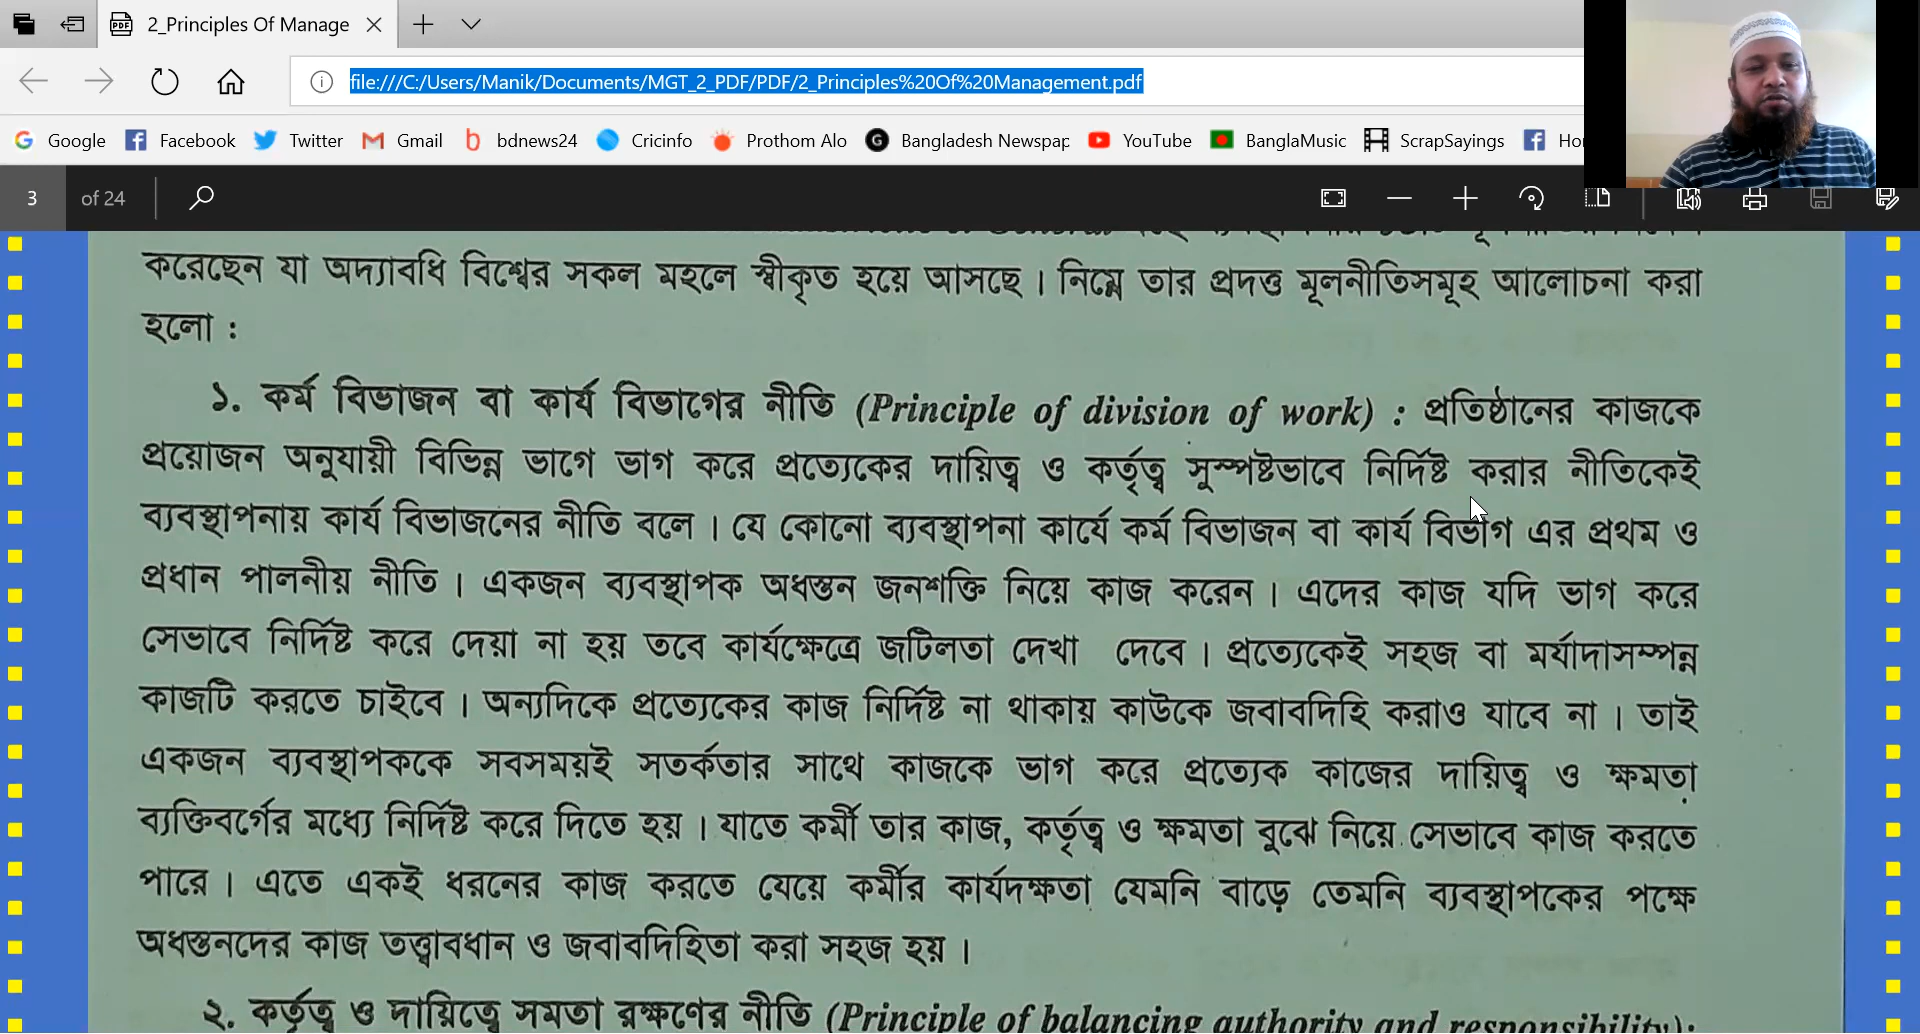 2_Principles Of Manage
file:///C:/Users/Manik/Documents/MGT_2_PDF/PDF/2_Principles%20Of%20Management.pdf
Google Facebook Twitter Gmail bdnews24 Cricinfo Prothom Alo Bangladesh Newspap YouTube BanglaMusic ScrapSayings Ho
3 of 24
করেছেন যা অদ্যাবধি বিশ্বের সকল মহলে স্বীকৃত হয়ে আসছে। নিম্নে তার প্রদত্ত মূলনীতিসমূহ আলোচনা করা
হলো :
১. কর্ম বিভাজন বা কার্য বিভাগের নীতি (Principle of division of work) : প্রতিষ্ঠানের কাজকে
প্রয়োজন অনুযায়ী বিভিন্ন ভাগে ভাগ করে প্রত্যেকের দায়িত্ব ও কর্তৃত্ব সুস্পষ্টভাবে নির্দিষ্ট করার নীতিকেই
ব্যবস্থাপনায় কার্য বিভাজনের নীতি বলে। যে কোনো ব্যবস্থাপনা কার্যে কর্ম বিভাজন বা কার্য বিভাগ এর প্রথম ও
প্রধান পালনীয় নীতি। একজন ব্যবস্থাপক অধস্তন জনশক্তি নিয়ে কাজ করেন। এদের কাজ যদি ভাগ করে
সেভাবে নির্দিষ্ট করে দেয়া না হয় তবে কার্যক্ষেত্রে জটিলতা দেখা দেবে। প্রত্যেকেই সহজ বা মর্যাদাসম্পন্ন
কাজটি করতে চাইবে। অন্যদিকে প্রত্যেকের কাজ নির্দিষ্ট না থাকায় কাউকে জবাবদিহি করাও যাবে না। তাই
একজন ব্যবস্থাপককে সবসময়ই সতর্কতার সাথে কাজকে ভাগ করে প্রত্যেক কাজের দায়িত্ব ও ক্ষমতা
ব্যক্তিবর্গের মধ্যে নির্দিষ্ট করে দিতে হয়। যাতে কর্মী তার কাজ, কর্তৃত্ব ও ক্ষমতা বুঝে নিয়ে সেভাবে কাজ করতে
পারে। এতে একই ধরনের কাজ করতে যেয়ে কর্মীর কার্যদক্ষতা যেমনি বাড়ে তেমনি ব্যবস্থাপকের পক্ষে
অধস্তনদের কাজ তত্ত্বাবধান ও জবাবদিহিতা করা সহজ হয়।
২. কর্তৃত্ব ও দায়িত্বে সমতা রক্ষণের নীতি (Principle of balancing authority and responsibility):